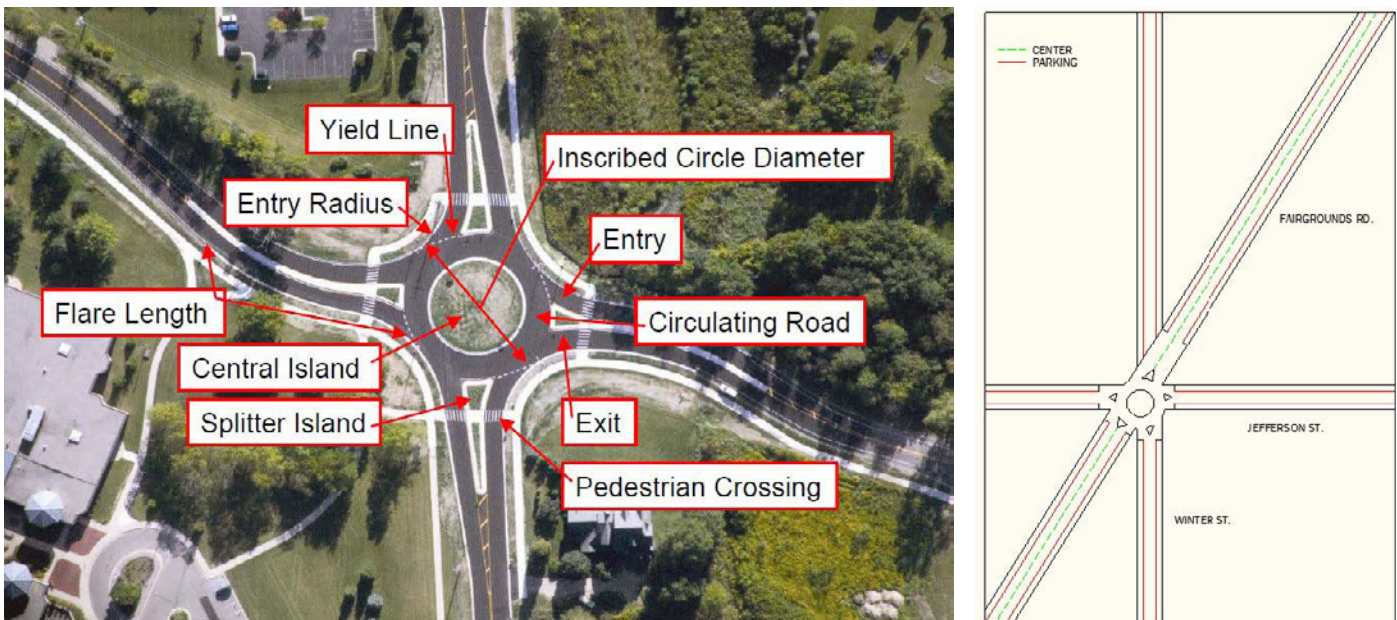 Yield Line
Inscribed Circle Diameter
Entry Radius
Entry
Flare Length
Circulating Road
Central Island
Splitter Island
Exit
Pedestrian Crossing
CENTER
PARKING
FAIRGROUNDS RD.
JEFFERSON ST.
WINTER ST.